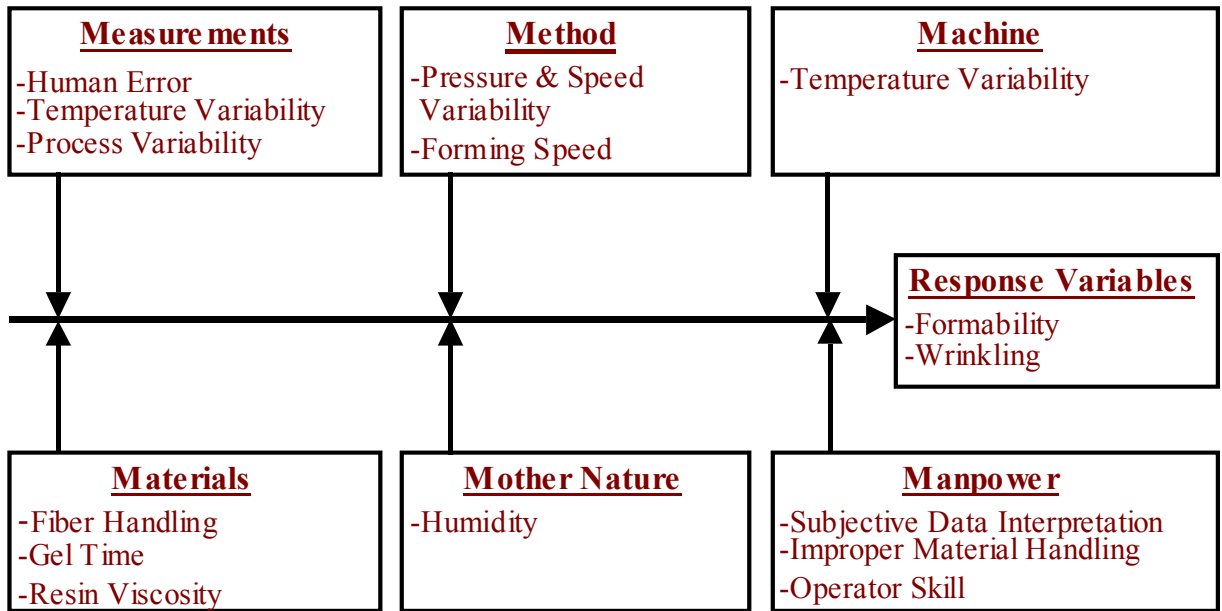 Measurements
-Human Error
-Temperature Variability
-Process Variability
Method
-Pressure & Speed
Variability
-Forming Speed
Machine
-Temperature Variability
Response Variables
-Formability
-Wrinkling
Materials
-Fiber Handling
-Gel Time
-Resin Viscosity
Mother Nature
-Humidity
Manpower
-Subjective Data Interpretation
-Improper Material Handling
-Operator Skill